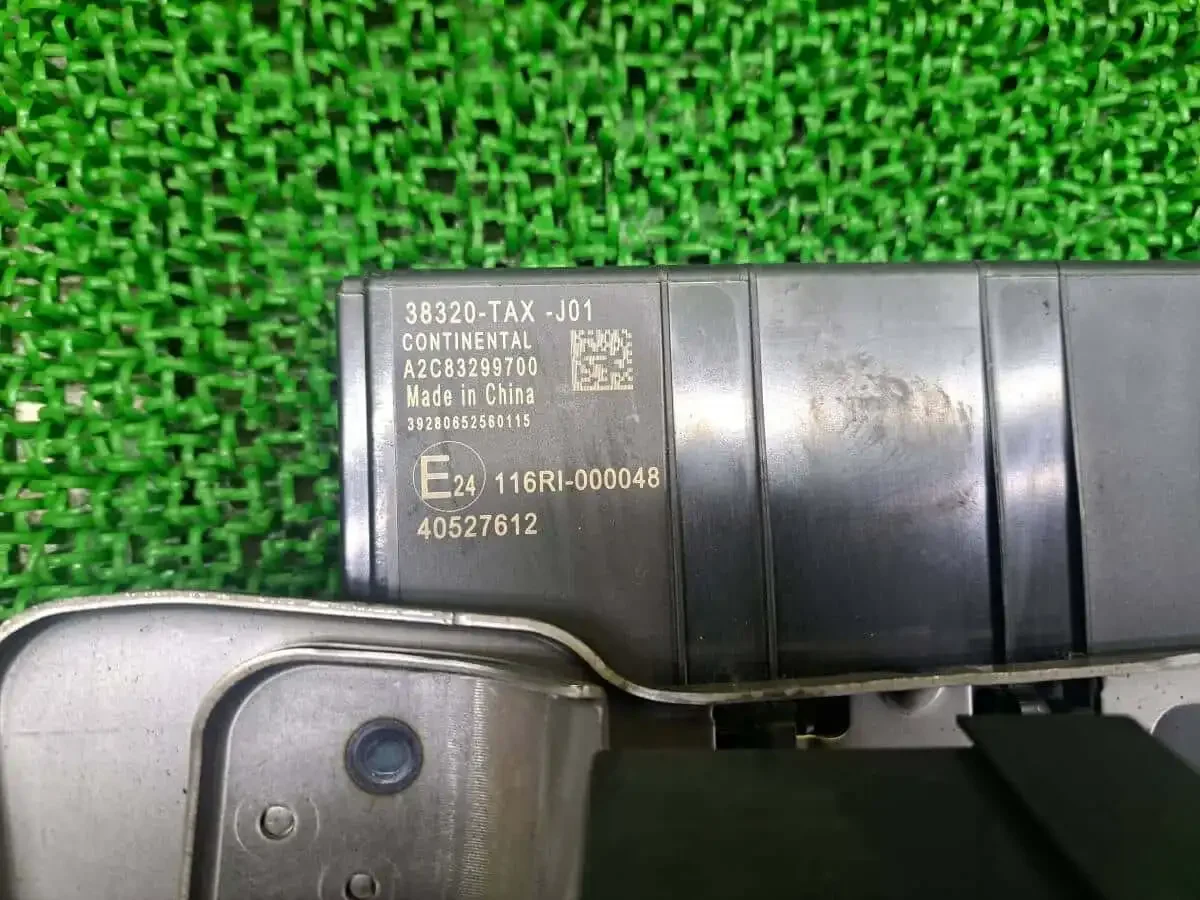 38320-TAX -J01
CONTINENTAL
A2C83299700
Made in China
39280652560115
E24 116RI-000048
40527612